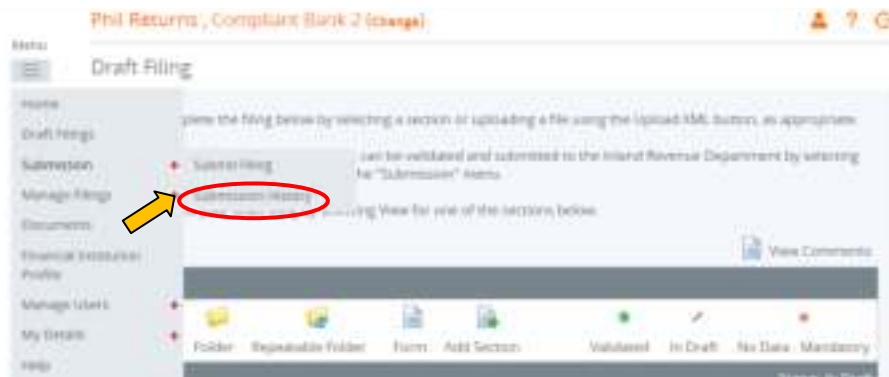 Phil Returns , Compliant Bank 2 (change)
?
Menu
Draft Filing
Home
Draft Filings
Submission
Manage Filings
Documents
Financial Institution
Profile
Manage Users
My Details
Help
Submit Filing
Submission History
plete the filing below by selecting a section or uploading a file using the Upload XML button, as appropriate.
can be validated and submitted to the Inland Revenue Department by selecting
he "Submission" menu.
ng View for one of the sections below.
View Comments
Folder Repeatable Folder Form Add Section Validated In Draft No Data Mandatory